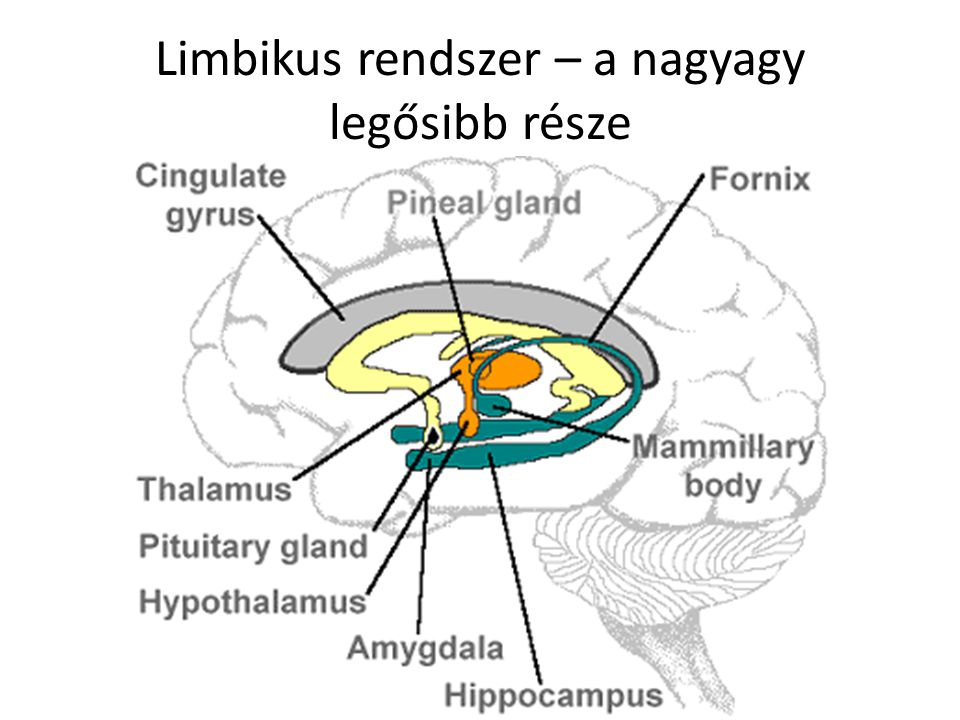 Limbikus rendszer – a nagyagy
legősibb része
Cingulate
gyrus
Pineal gland
Fornix
Mammillary
body
Thalamus
Pituitary gland
Hypothalamus
Amygdala
Hippocampus